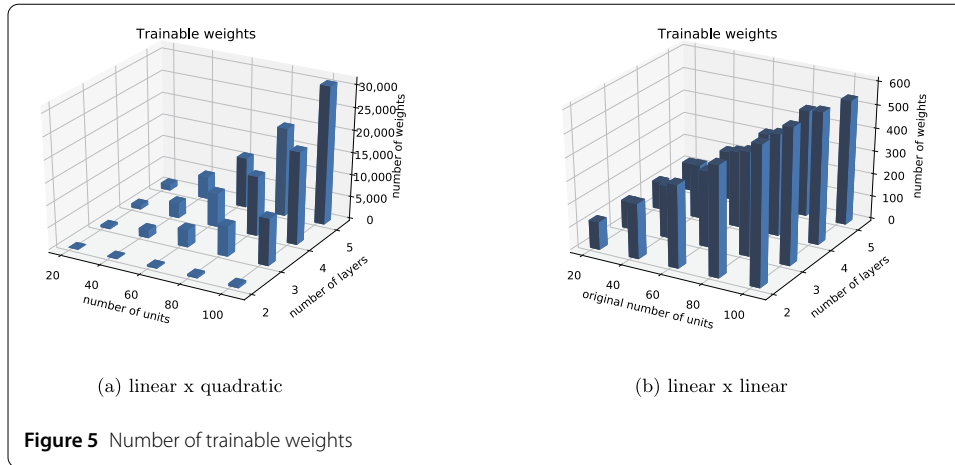 Trainable weights
30,000
25,000
20,000
15,000
10,000
5,000
0
number of weights
20
40
60
80
100
number of units
2
3
4
5
number of layers
(a) linear x quadratic
Trainable weights
600
500
400
300
200
100
0
number of weights
20
40
60
80
100
original number of units
2
3
4
5
number of layers
(b) linear x linear
Figure 5 Number of trainable weights